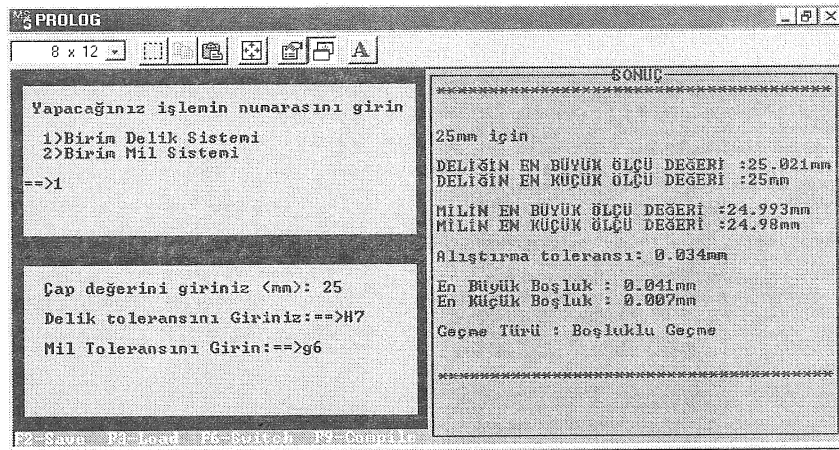 MS PROLOG
8 x 12
A
Yapacağınız işlemin numarasını girin
1)Birim Delik Sistemi
2)Birim Mil Sistemi
==>1
Çap değerini giriniz (mm): 25
Delik toleransını Giriniz:==>H7
Mil Toleransını Girin:==>g6
F2-Save F3-Load F6-Switch F9-Compile
SONUÇ
*******************************************
25mm için
DELİĞİN EN BÜYÜK ÖLÇÜ DEĞERİ :25.021mm
DELİĞİN EN KÜÇÜK ÖLÇÜ DEĞERİ :25mm
MİLİN EN BÜYÜK ÖLÇÜ DEĞERİ :24.993mm
MİLİN EN KÜÇÜK ÖLÇÜ DEĞERİ :24.98mm
Alıştırma toleransı: 0.034mm
En Büyük Boşluk : 0.041mm
En Küçük Boşluk : 0.007mm
Geçme Türü : Boşluklu Geçme
*******************************************